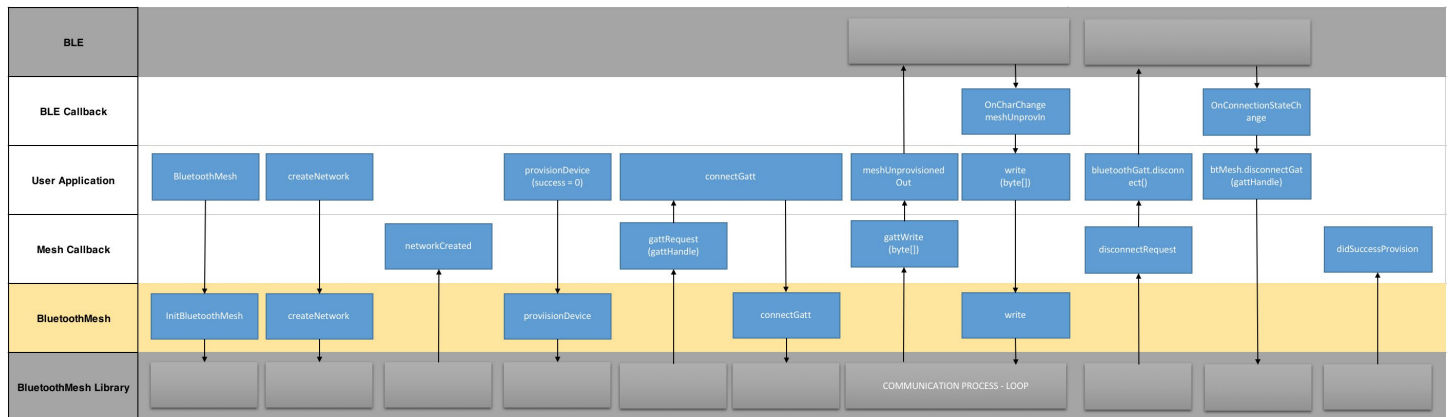 BLE
BLE Callback
OnCharChange
meshUnprovIn
OnConnectionStateCh
ange
User Application
BluetoothMesh
createNetwork
provisionDevice
(success = 0)
connectGatt
meshUnprovisioned
Out
write
(byte[])
bluetoothGatt.disconn
ect()
btMesh.disconnectGat
(gattHandle)
Mesh Callback
networkCreated
gattRequest
(gattHandle)
gattWrite
(byte[])
disconnectRequest
didSuccessProvision
BluetoothMesh
InitBluetoothMesh
createNetwork
proviisionDevice
connectGatt
write
BluetoothMesh Library
COMMUNICATION PROCESS - LOOP